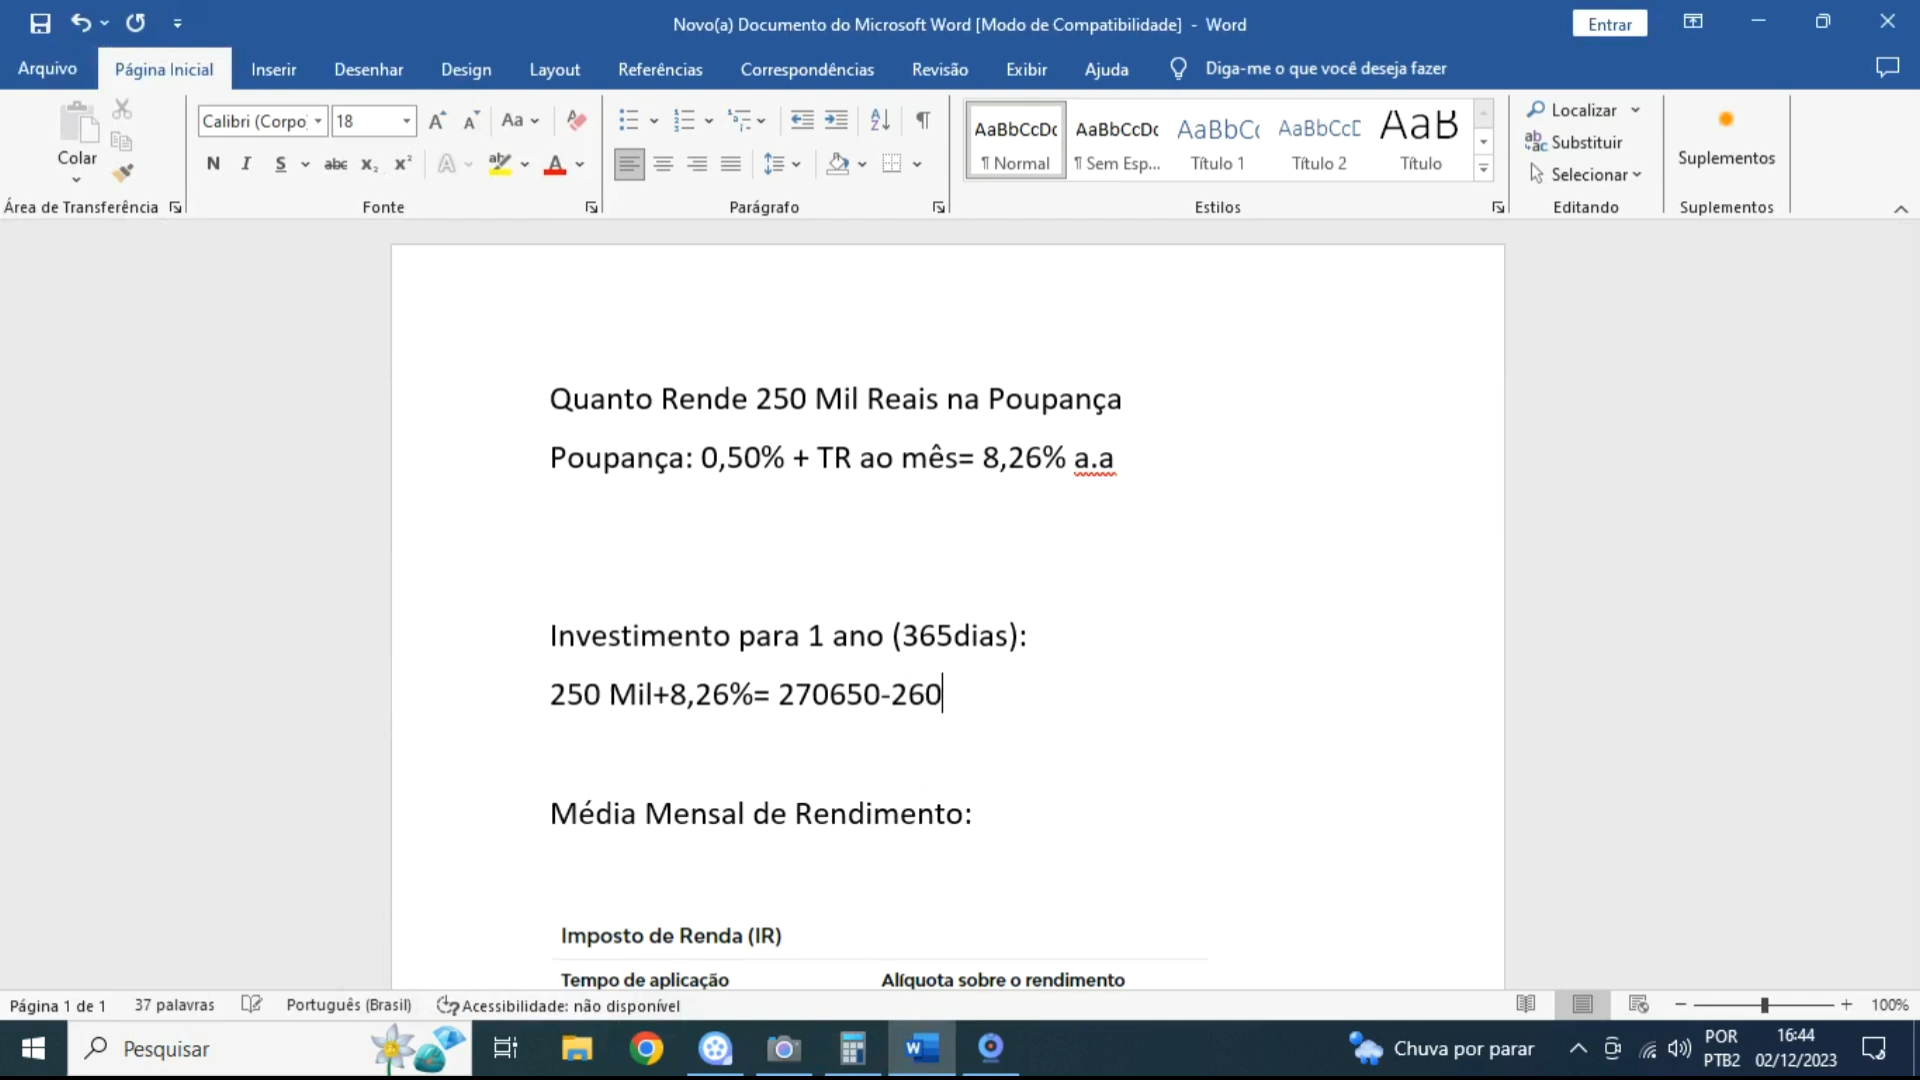 Novo(a) Documento do Microsoft Word [Modo de Compatibilidade] - Word
Entrar
Arquivo Página Inicial Inserir Desenhar Design Layout Referências Correspondências Revisão Exibir Ajuda Diga-me o que você deseja fazer
Colar
Área de Transferência
Calibri (Corpo 18
Aa
N I S abc x₂ x² A ab A
Fonte
Parágrafo
AaBbCcDc AaBbCcDc AaBbCc AaBbCcD AaB
¶ Normal ¶ Sem Esp... Título 1 Título 2 Título
Estilos
Localizar
Substituir
Selecionar
Editando
Suplementos
Suplementos
Quanto Rende 250 Mil Reais na Poupança
Poupança: 0,50% + TR ao mês= 8,26% a.a
Investimento para 1 ano (365dias):
250 Mil+8,26%= 270650-260
Média Mensal de Rendimento:
Imposto de Renda (IR)
Tempo de aplicação Alíquota sobre o rendimento
Página 1 de 1 37 palavras Português (Brasil) Acessibilidade: não disponível 100%
Pesquisar
Chuva por parar
POR
PTB2
16:44
02/12/2023